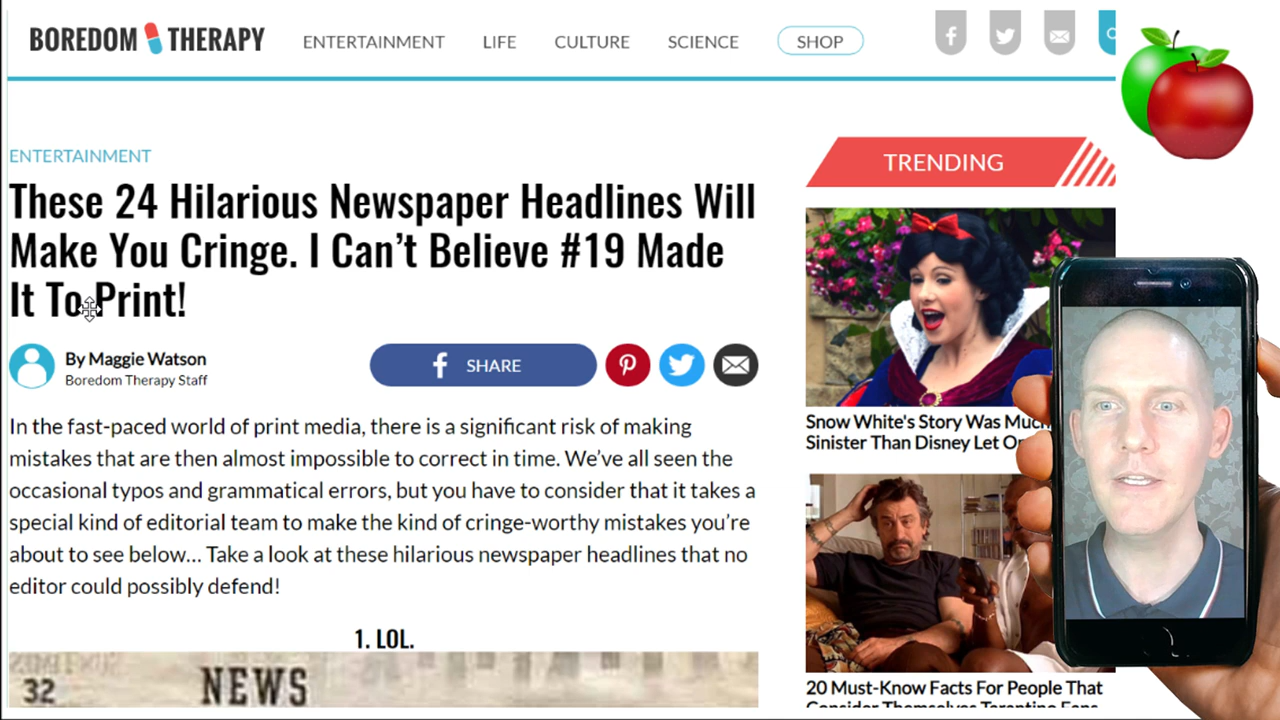 BOREDOM THERAPY
ENTERTAINMENT LIFE CULTURE SCIENCE SHOP
ENTERTAINMENT
These 24 Hilarious Newspaper Headlines Will
Make You Cringe. I Can’t Believe #19 Made
It To Print!
By Maggie Watson
Boredom Therapy Staff
SHARE
In the fast-paced world of print media, there is a significant risk of making
mistakes that are then almost impossible to correct in time. We’ve all seen the
occasional typos and grammatical errors, but you have to consider that it takes a
special kind of editorial team to make the kind of cringe-worthy mistakes you’re
about to see below... Take a look at these hilarious newspaper headlines that no
editor could possibly defend!
1. LOL.
32 NEWS
TRENDING
Snow White's Story Was Much
Sinister Than Disney Let
20 Must-Know Facts For People That
Consider Themselves Tarantino Fans